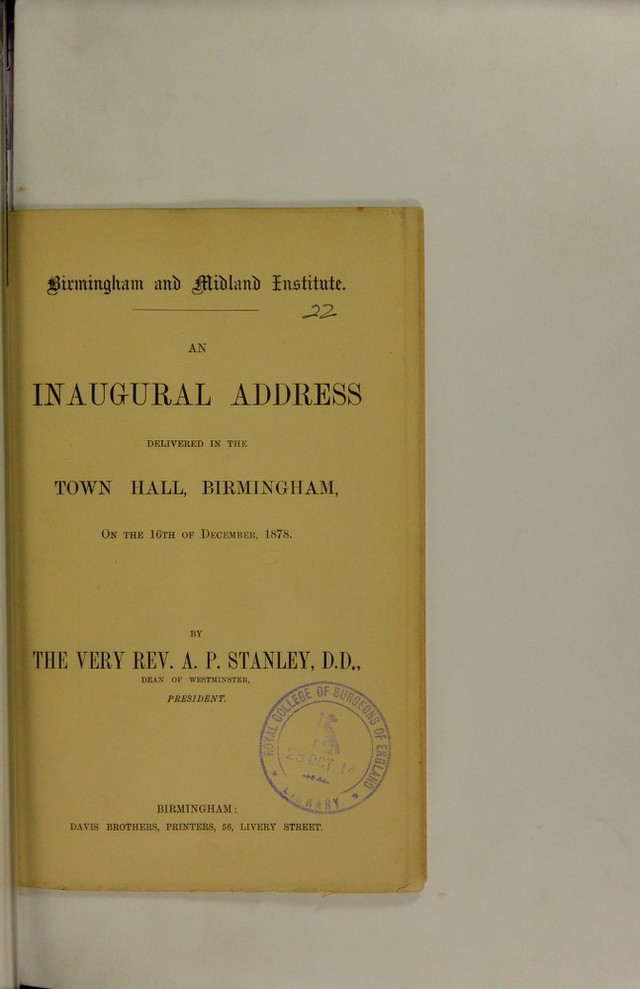 Birmingham and Midland Institute.
22
AN
INAUGURAL ADDRESS
DELIVERED IN THE
TOWN HALL, BIRMINGHAM,
ON THE 16TH OF DECEMBER, 1878.
BY
THE VERY REV. A. P. STANLEY, D.D.,
DEAN OF WESTMINSTER,
PRESIDENT.
ROYAL COLLEGE OF SURGEONS OF ENGLAND
OCT
LIBRARY
BIRMINGHAM:
DAVIS BROTHERS, PRINTERS, 56, LIVERY STREET.